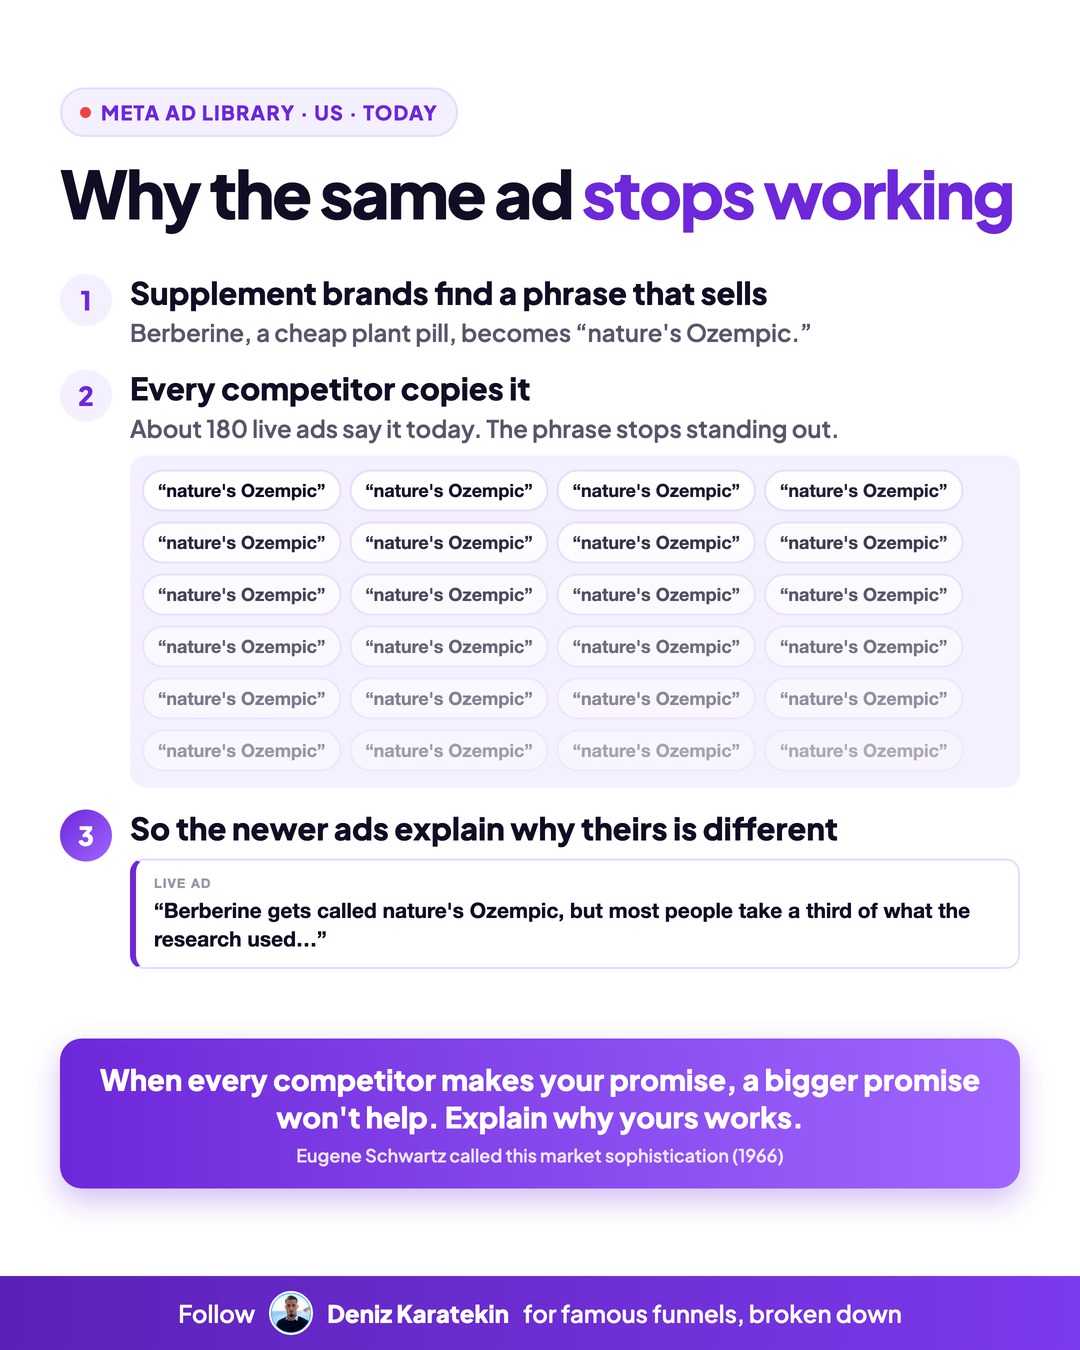 META AD LIBRARY · US · TODAY
Why the same ad stops working
1
Supplement brands find a phrase that sells
Berberine, a cheap plant pill, becomes “nature's Ozempic.”
2
Every competitor copies it
About 180 live ads say it today. The phrase stops standing out.
“nature's Ozempic” “nature's Ozempic” “nature's Ozempic” “nature's Ozempic”
“nature's Ozempic” “nature's Ozempic” “nature's Ozempic” “nature's Ozempic”
“nature's Ozempic” “nature's Ozempic” “nature's Ozempic” “nature's Ozempic”
“nature's Ozempic” “nature's Ozempic” “nature's Ozempic” “nature's Ozempic”
“nature's Ozempic” “nature's Ozempic” “nature's Ozempic” “nature's Ozempic”
“nature's Ozempic” “nature's Ozempic” “nature's Ozempic” “nature's Ozempic”
3
So the newer ads explain why theirs is different
LIVE AD
“Berberine gets called nature's Ozempic, but most people take a third of what the
research used...”
When every competitor makes your promise, a bigger promise
won't help. Explain why yours works.
Eugene Schwartz called this market sophistication (1966)
Follow Deniz Karatekin for famous funnels, broken down